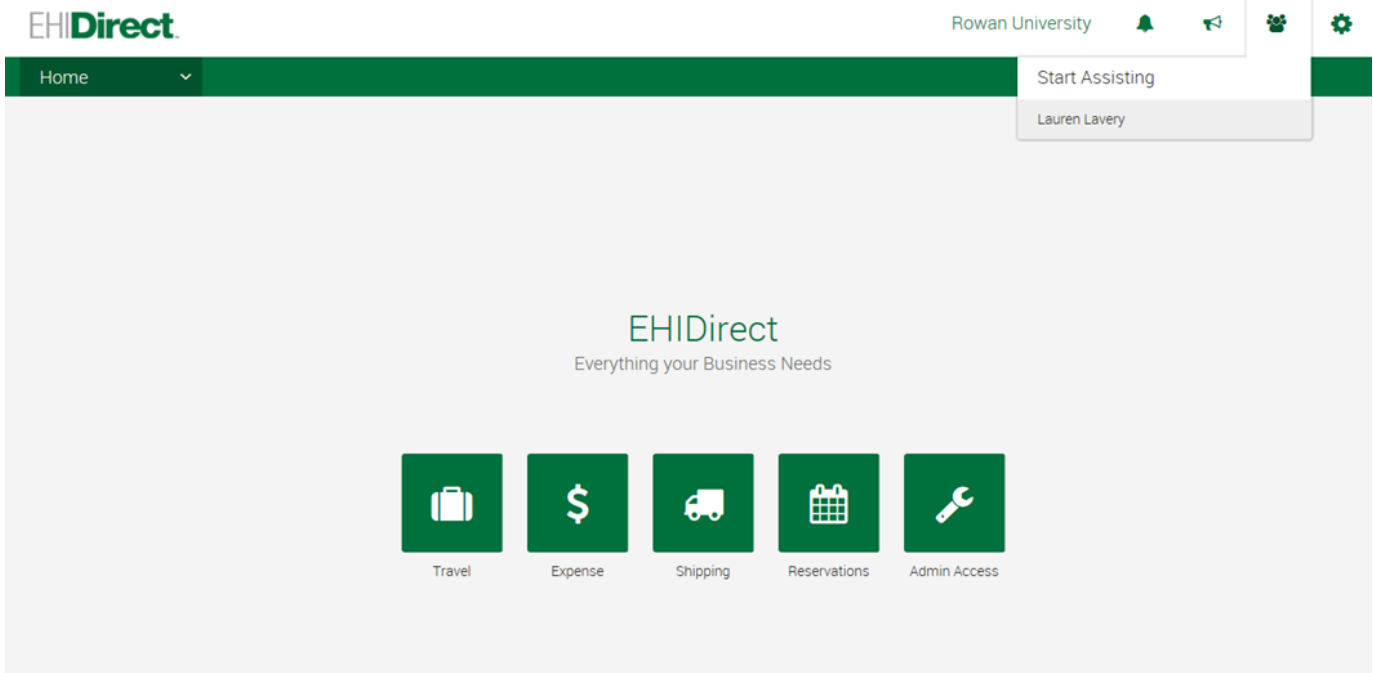 EHIDirect.
Rowan University
Home
Start Assisting
Lauren Lavery
EHIDirect
Everything your Business Needs
Travel
Expense
Shipping
Reservations
Admin Access